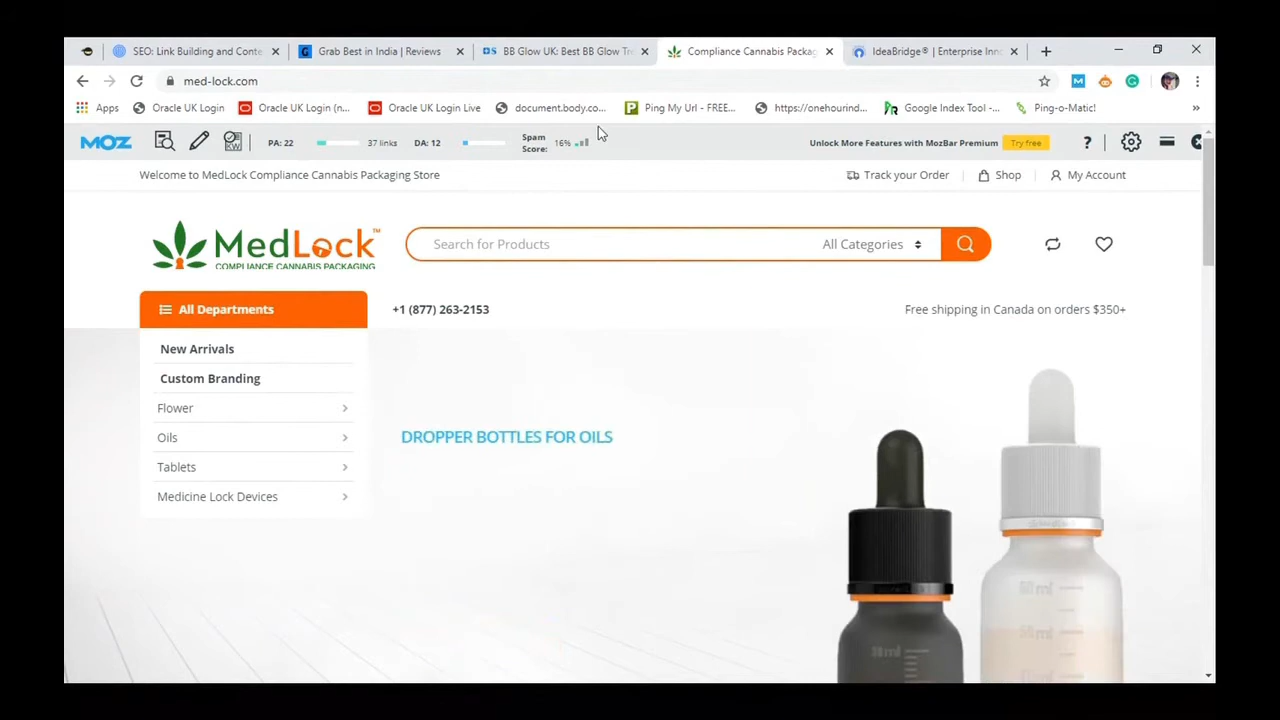 SEO: Link Building and Conte
Grab Best in India | Reviews
BB Glow UK: Best BB Glow Tre
Compliance Cannabis Packag
IdeaBridge® | Enterprise Inno
med-lock.com
Apps
Oracle UK Login
Oracle UK Login (n...
Oracle UK Login Live
document.body.co...
Ping My Url - FREE...
https://onehourind...
Google Index Tool -...
Ping-o-Matic!
MOZ
PA: 22
37 links
DA: 12
Spam Score:
16%
Unlock More Features with MozBar Premium
Try free
Welcome to MedLock Compliance Cannabis Packaging Store
Track your Order
Shop
My Account
MedLock™
COMPLIANCE CANNABIS PACKAGING
Search for Products
All Categories
All Departments
+1 (877) 263-2153
Free shipping in Canada on orders $350+
New Arrivals
Custom Branding
Flower
Oils
Tablets
Medicine Lock Devices
DROPPER BOTTLES FOR OILS